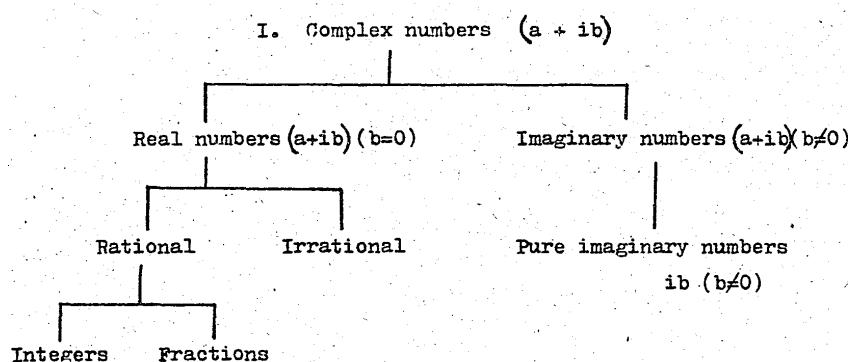 I. Complex numbers (a + ib)
Real numbers (a+ib) (b=0) Imaginary numbers (a+ib)(b≠0)
Rational Irrational Pure imaginary numbers
ib (b≠0)
Integers Fractions